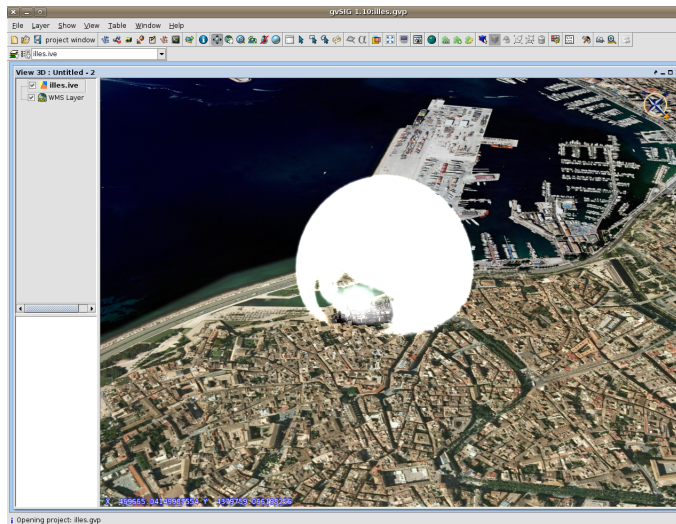 gvSIG 1.10:illes.gvp
File Layer Show View Table Window Help
project window
illes.ive
View 3D : Untitled - 2
illes.ive
WMS Layer
Opening project: illes.gvp